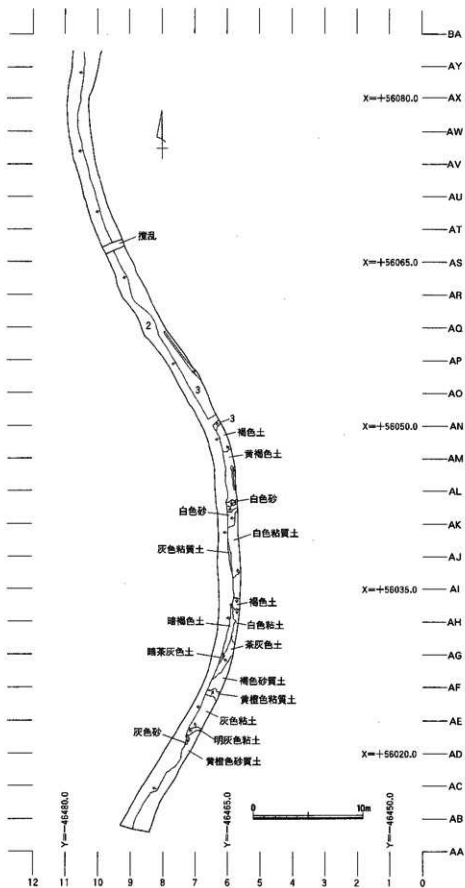 BA
AY
X=+56080.0 AX
AW
AV
AU
AT
攪乱
X=+56065.0 AS
AR
2
AQ
AP
3
AO
3
X=+56050.0 AN
褐色土
黄褐色土
AM
AL
白色砂
白色砂
AK
白色粘質土
灰色粘質土
AJ
X=+56035.0 AI
褐色土
暗褐色土
白色粘土
AH
茶灰色土
暗茶灰色土
AG
褐色砂質土
黄橙色粘質土
AF
灰色粘土
AE
灰色砂
明灰色粘土
黄橙色砂質土
X=+56020.0 AD
AC
Y=-46480.0
Y=-46465.0
Y=-46450.0
0 10m
AB
AA
12 11 10 9 8 7 6 5 4 3 2 1 0